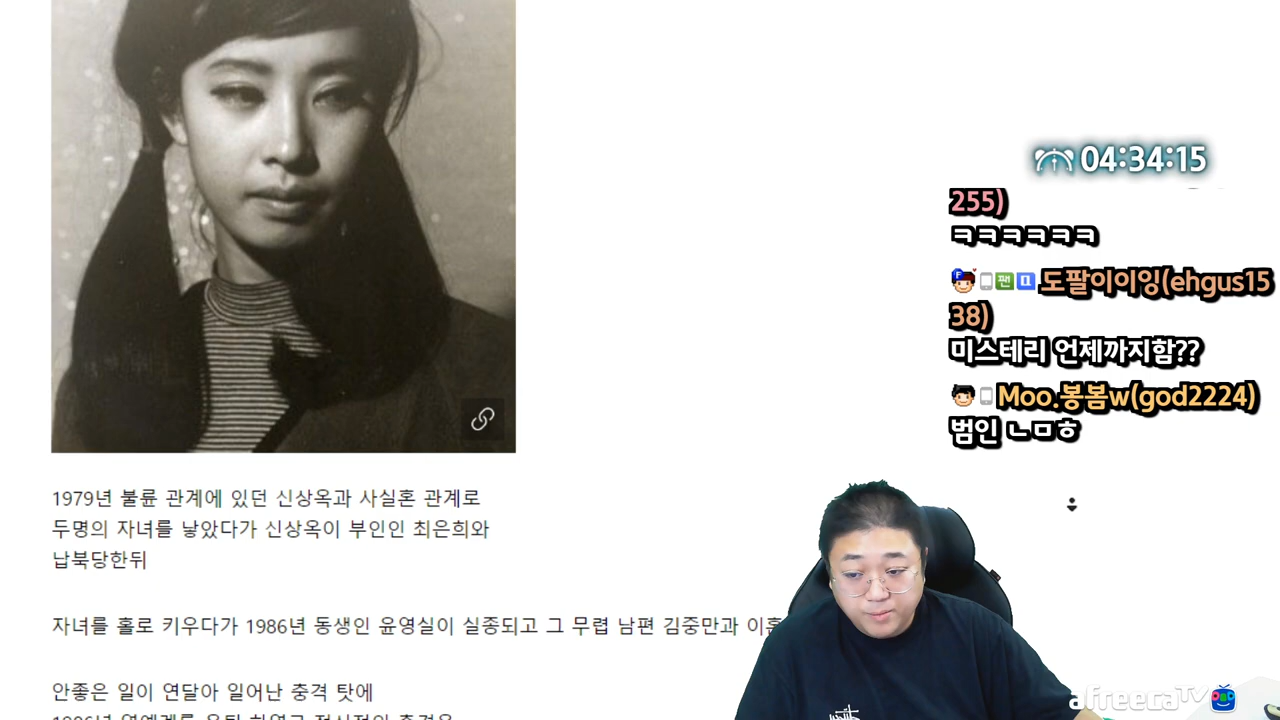 1979년 불륜 관계에 있던 신상옥과 사실혼 관계로
두명의 자녀를 낳았다가 신상옥이 부인인 최은희와
납북당한뒤
자녀를 홀로 키우다가 1986년 동생인 윤영실이 실종되고 그 무렵 남편 김중만과
안좋은 일이 연달아 일어난 충격 탓에
04:34:15
255)
ㅋㅋㅋㅋㅋㅋ
F 팬 도팔이이잉(ehgus15
38)
미스테리 언제까지함??
Moo.봉봄w(god2224)
범인 ㄴㅁㅎ
afreecaTV